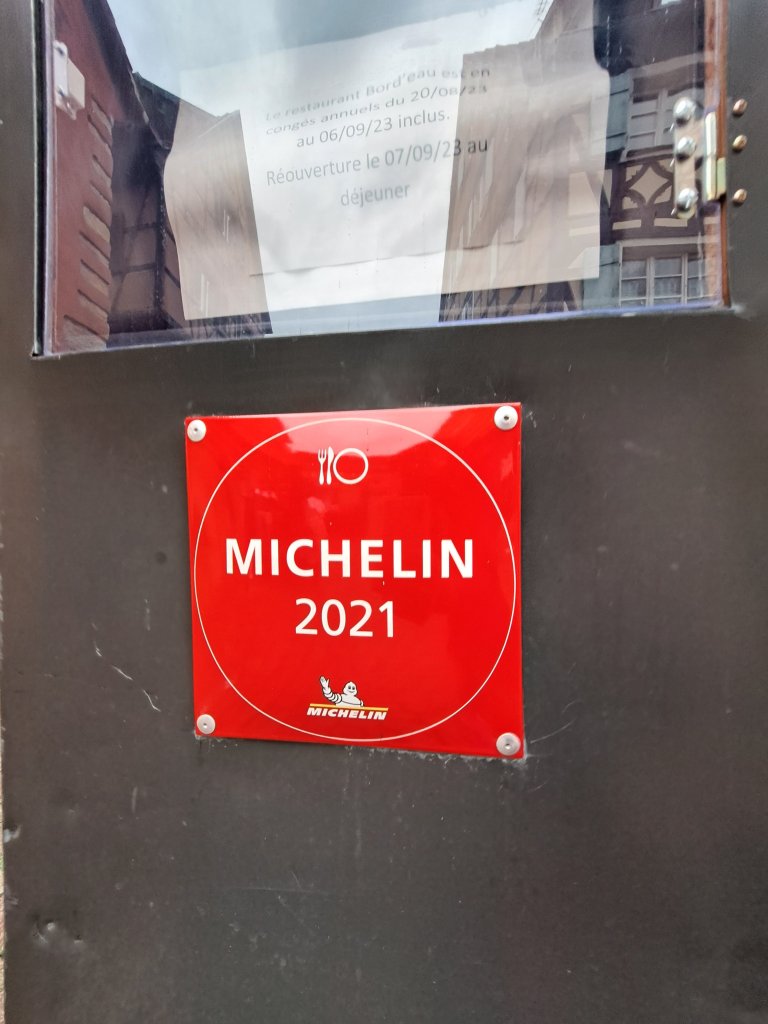 Le restaurant Bord'eau est en
congés annuels du 20/08/23
au 06/09/23 inclus.
Réouverture le 07/09/23 au
déjeuner
MICHELIN
2021
MICHELIN